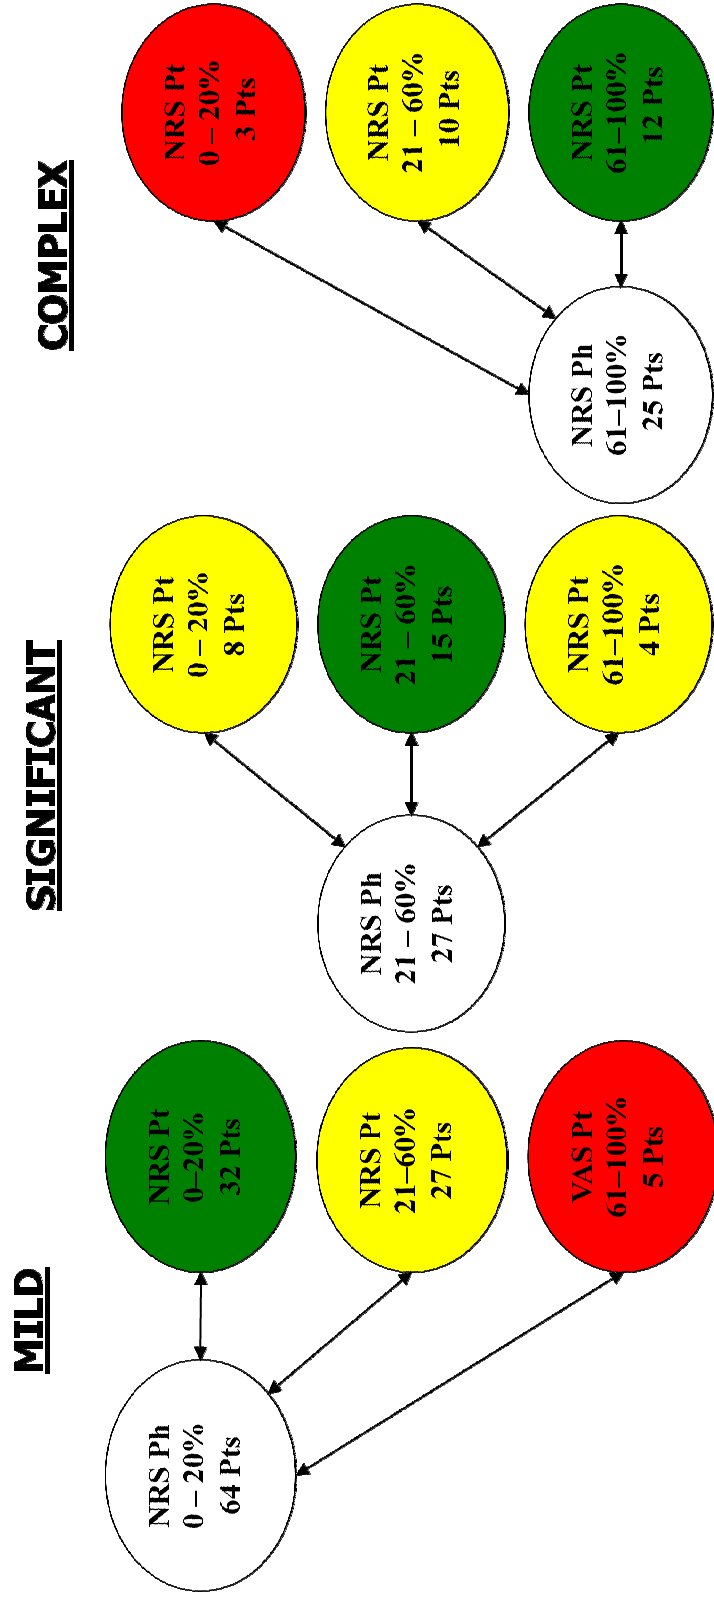 MILD
NRS Ph
0 – 20%
64 Pts
NRS Pt
0–20%
32 Pts
NRS Pt
21–60%
27 Pts
VAS Pt
61–100%
5 Pts
SIGNIFICANT
NRS Ph
21 – 60%
27 Pts
NRS Pt
0 – 20%
8 Pts
NRS Pt
21 – 60%
15 Pts
NRS Pt
61–100%
4 Pts
COMPLEX
NRS Ph
61–100%
25 Pts
NRS Pt
0 – 20%
3 Pts
NRS Pt
21 – 60%
10 Pts
NRS Pt
61–100%
12 Pts